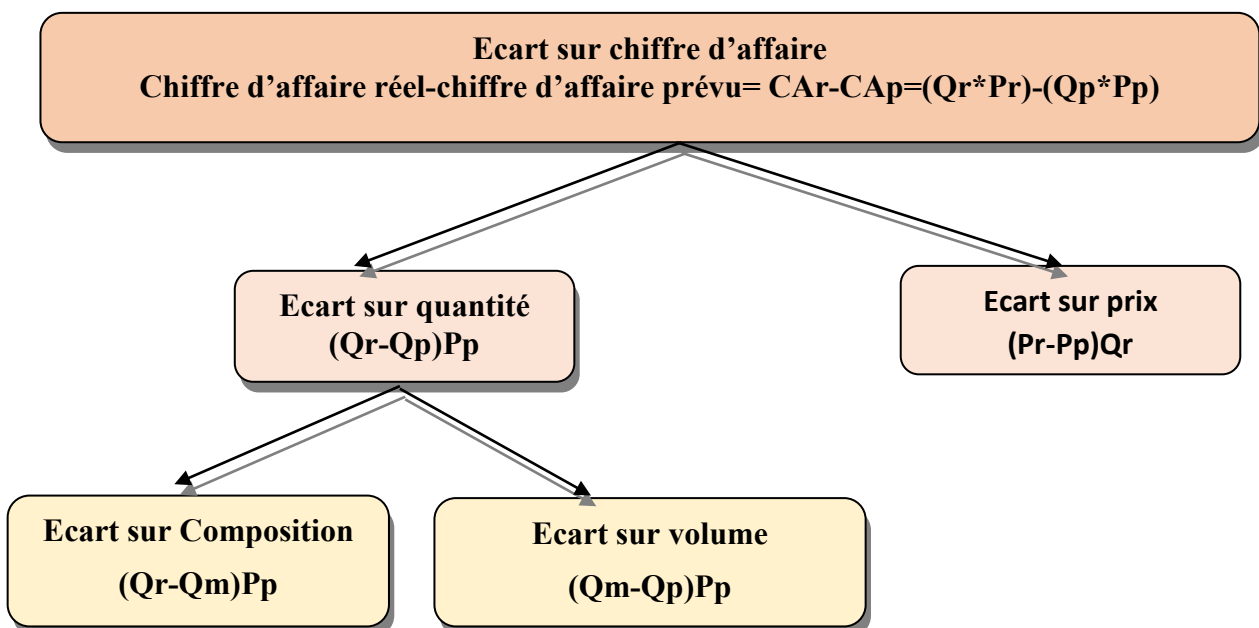 Ecart sur chiffre d’affaire
Chiffre d’affaire réel-chiffre d’affaire prévu= CAr-CAp=(Qr*Pr)-(Qp*Pp)
Ecart sur quantité
(Qr-Qp)Pp
Ecart sur prix
(Pr-Pp)Qr
Ecart sur Composition
(Qr-Qm)Pp
Ecart sur volume
(Qm-Qp)Pp